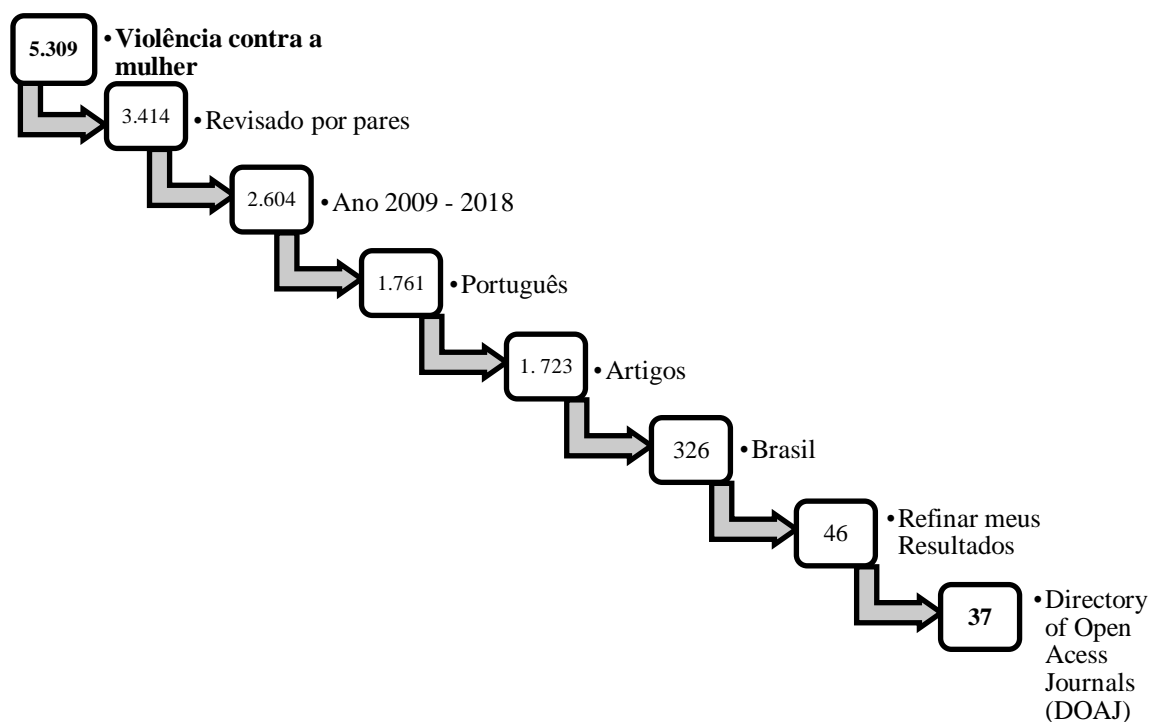 5.309
•Violência contra a
mulher
3.414
•Revisado por pares
2.604
•Ano 2009 - 2018
1.761
•Português
1. 723
•Artigos
326
•Brasil
46
•Refinar meus
Resultados
37
•Directory
of Open
Acess
Journals
(DOAJ)